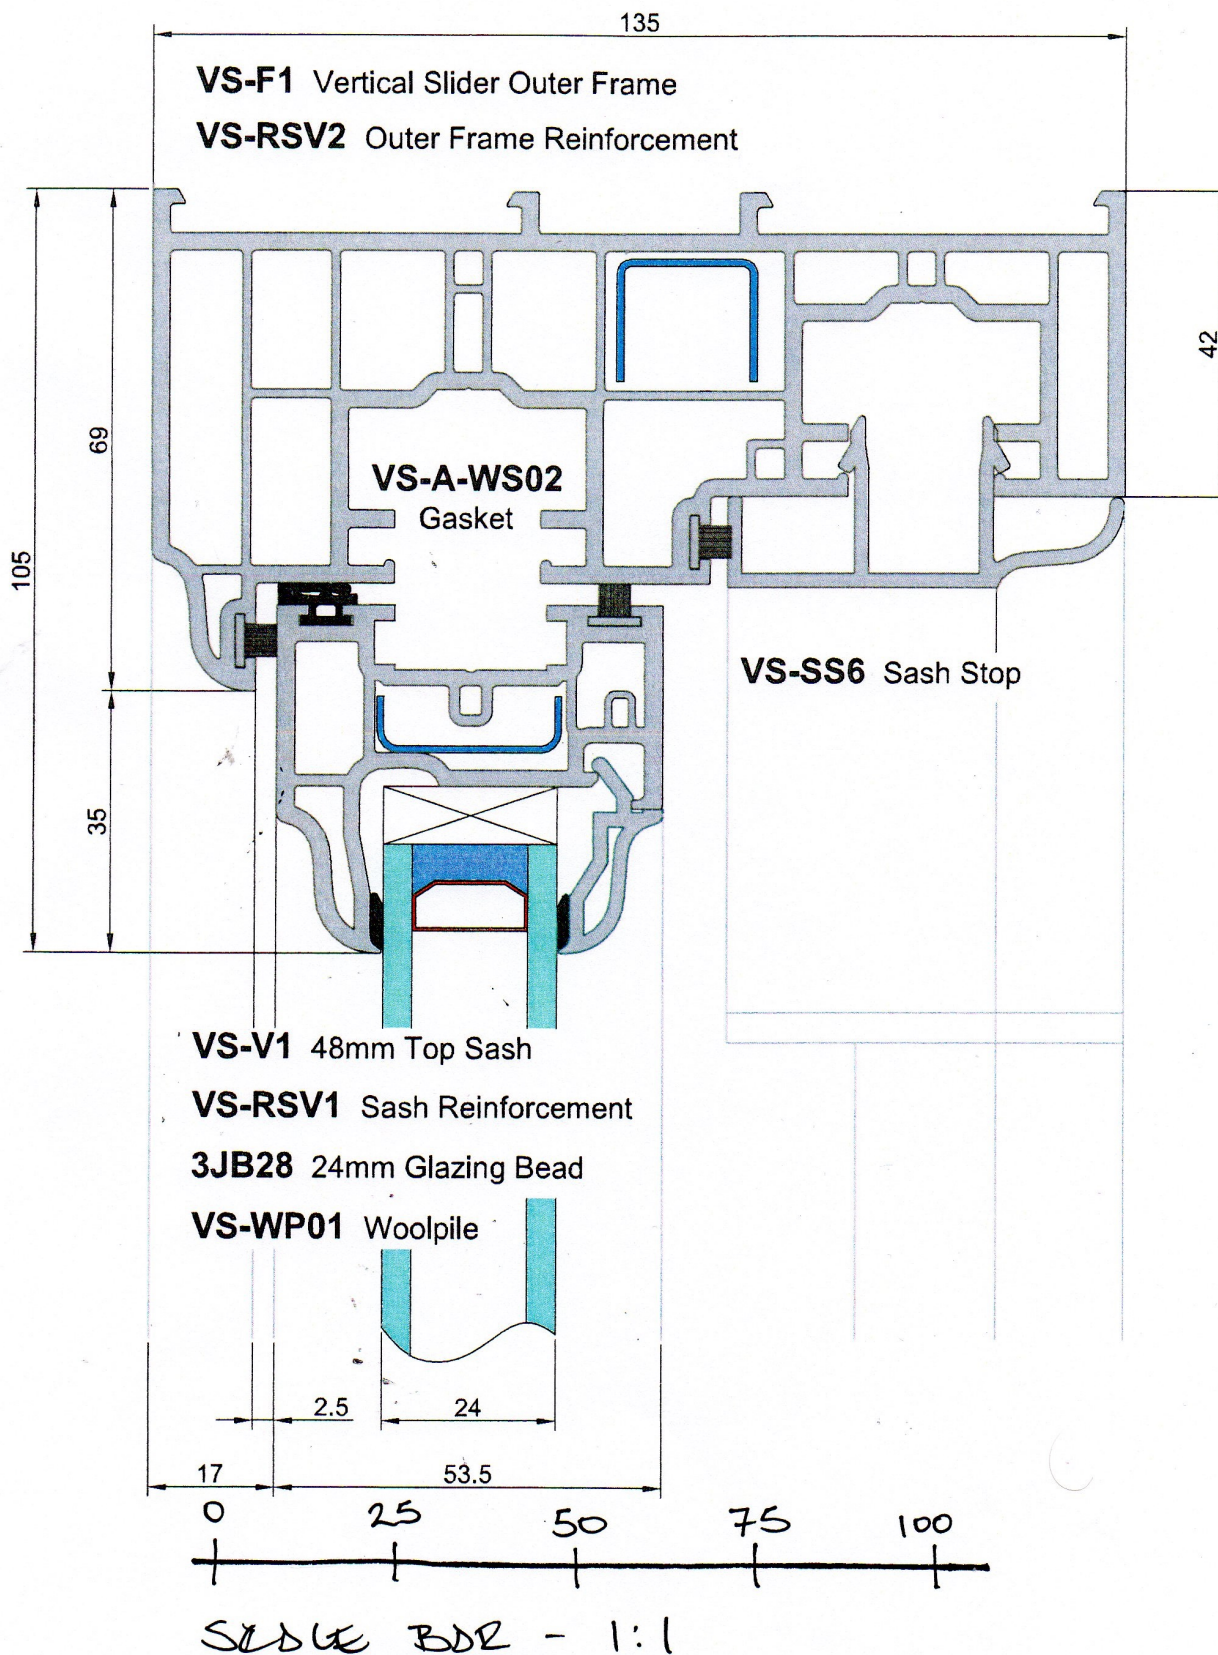 135
VS-F1 Vertical Slider Outer Frame
VS-RSV2 Outer Frame Reinforcement
42
69
105
VS-A-WS02
Gasket
VS-SS6 Sash Stop
35
VS-V1 48mm Top Sash
VS-RSV1 Sash Reinforcement
3JB28 24mm Glazing Bead
VS-WP01 Woolpile
2.5 24
17 53.5
0 25 50 75 100
SCALE BAR - 1:1